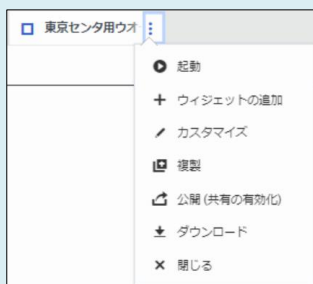 東京センタ用ウオ
起動
ウィジェットの追加
カスタマイズ
複製
公開 (共有の有効化)
ダウンロード
閉じる